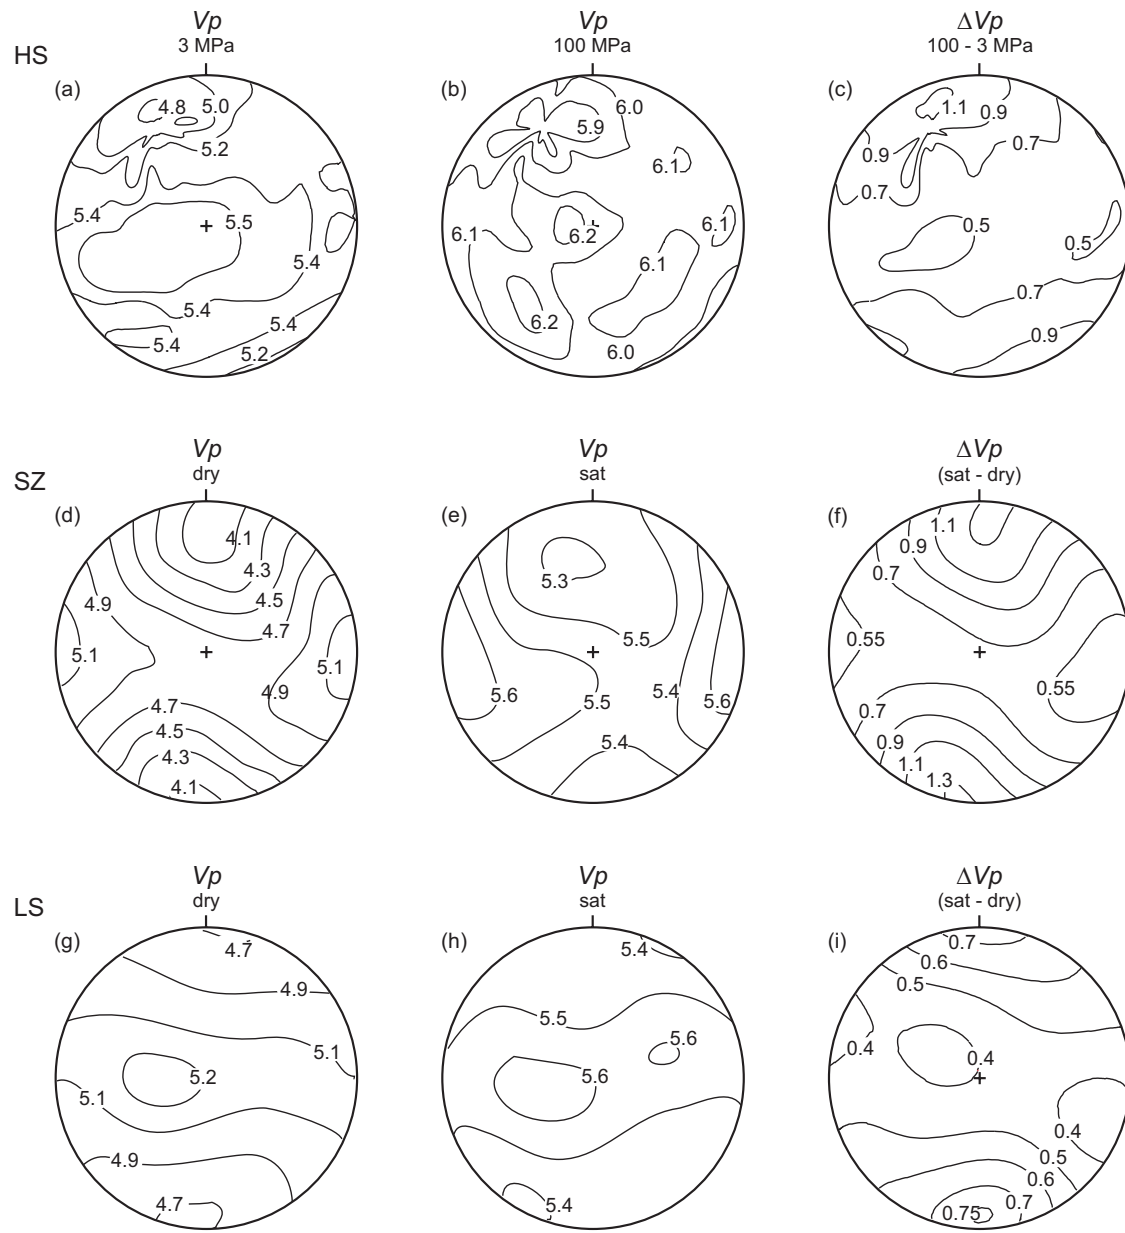 Vp Vp ΔVp
3 MPa 100 MPa 100 - 3 MPa
HS
(a) (b) (c)
4.8 5.0 6.0 1.1 0.9
5.9
5.2 6.1 0.9 0.7
0.7
5.4 5.5 6.1 6.2 6.1 0.5 0.5
5.4 6.1
5.4 6.2 0.7
5.4 5.4
5.2 6.0 0.9
Vp Vp ΔVp
dry sat (sat - dry)
SZ
(d) (e) (f)
4.1 1.1
4.3 5.3 0.9
4.9 4.5 0.7
4.7 5.5 0.55
5.1 5.1
4.9 5.6 5.4 5.6 0.55
4.7 5.5 0.7
4.5 5.4 0.9
4.3 1.1
4.1 1.3
Vp Vp ΔVp
dry sat (sat - dry)
LS
(g) (h) (i)
4.7 5.4 0.7
0.6
4.9 0.5
5.5
5.1 5.6 0.4 0.4
5.2 5.6
5.1
0.4
4.9 0.5
0.6
4.7 5.4 0.7
0.75